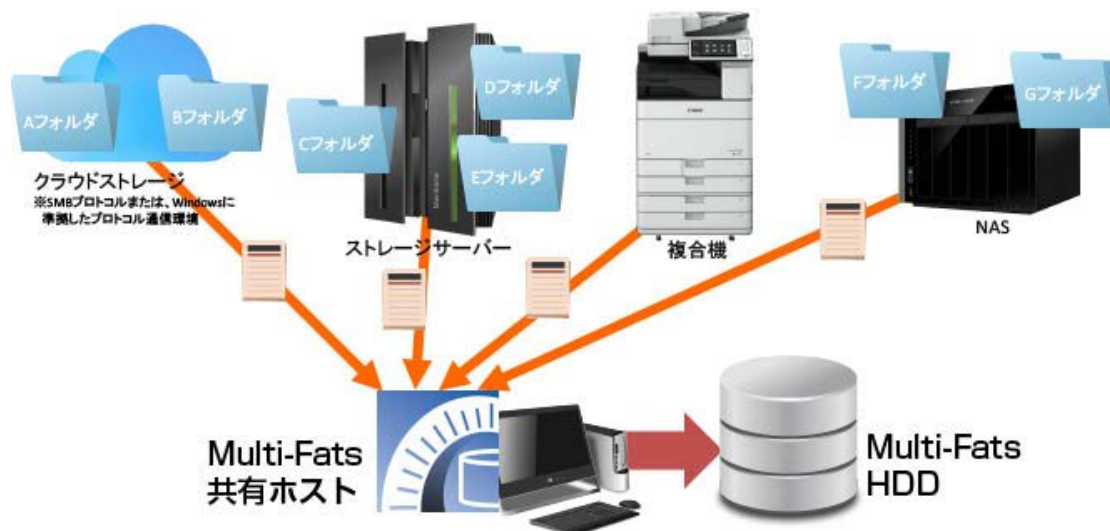 Aフォルダ
Bフォルダ
クラウドストレージ
※SMBプロトコルまたは、Windowsに
準拠したプロトコル通信環境
Cフォルダ
Dフォルダ
Eフォルダ
ストレージサーバー
複合機
Fフォルダ
Gフォルダ
NAS
Multi-Fats
共有ホスト
Multi-Fats
HDD